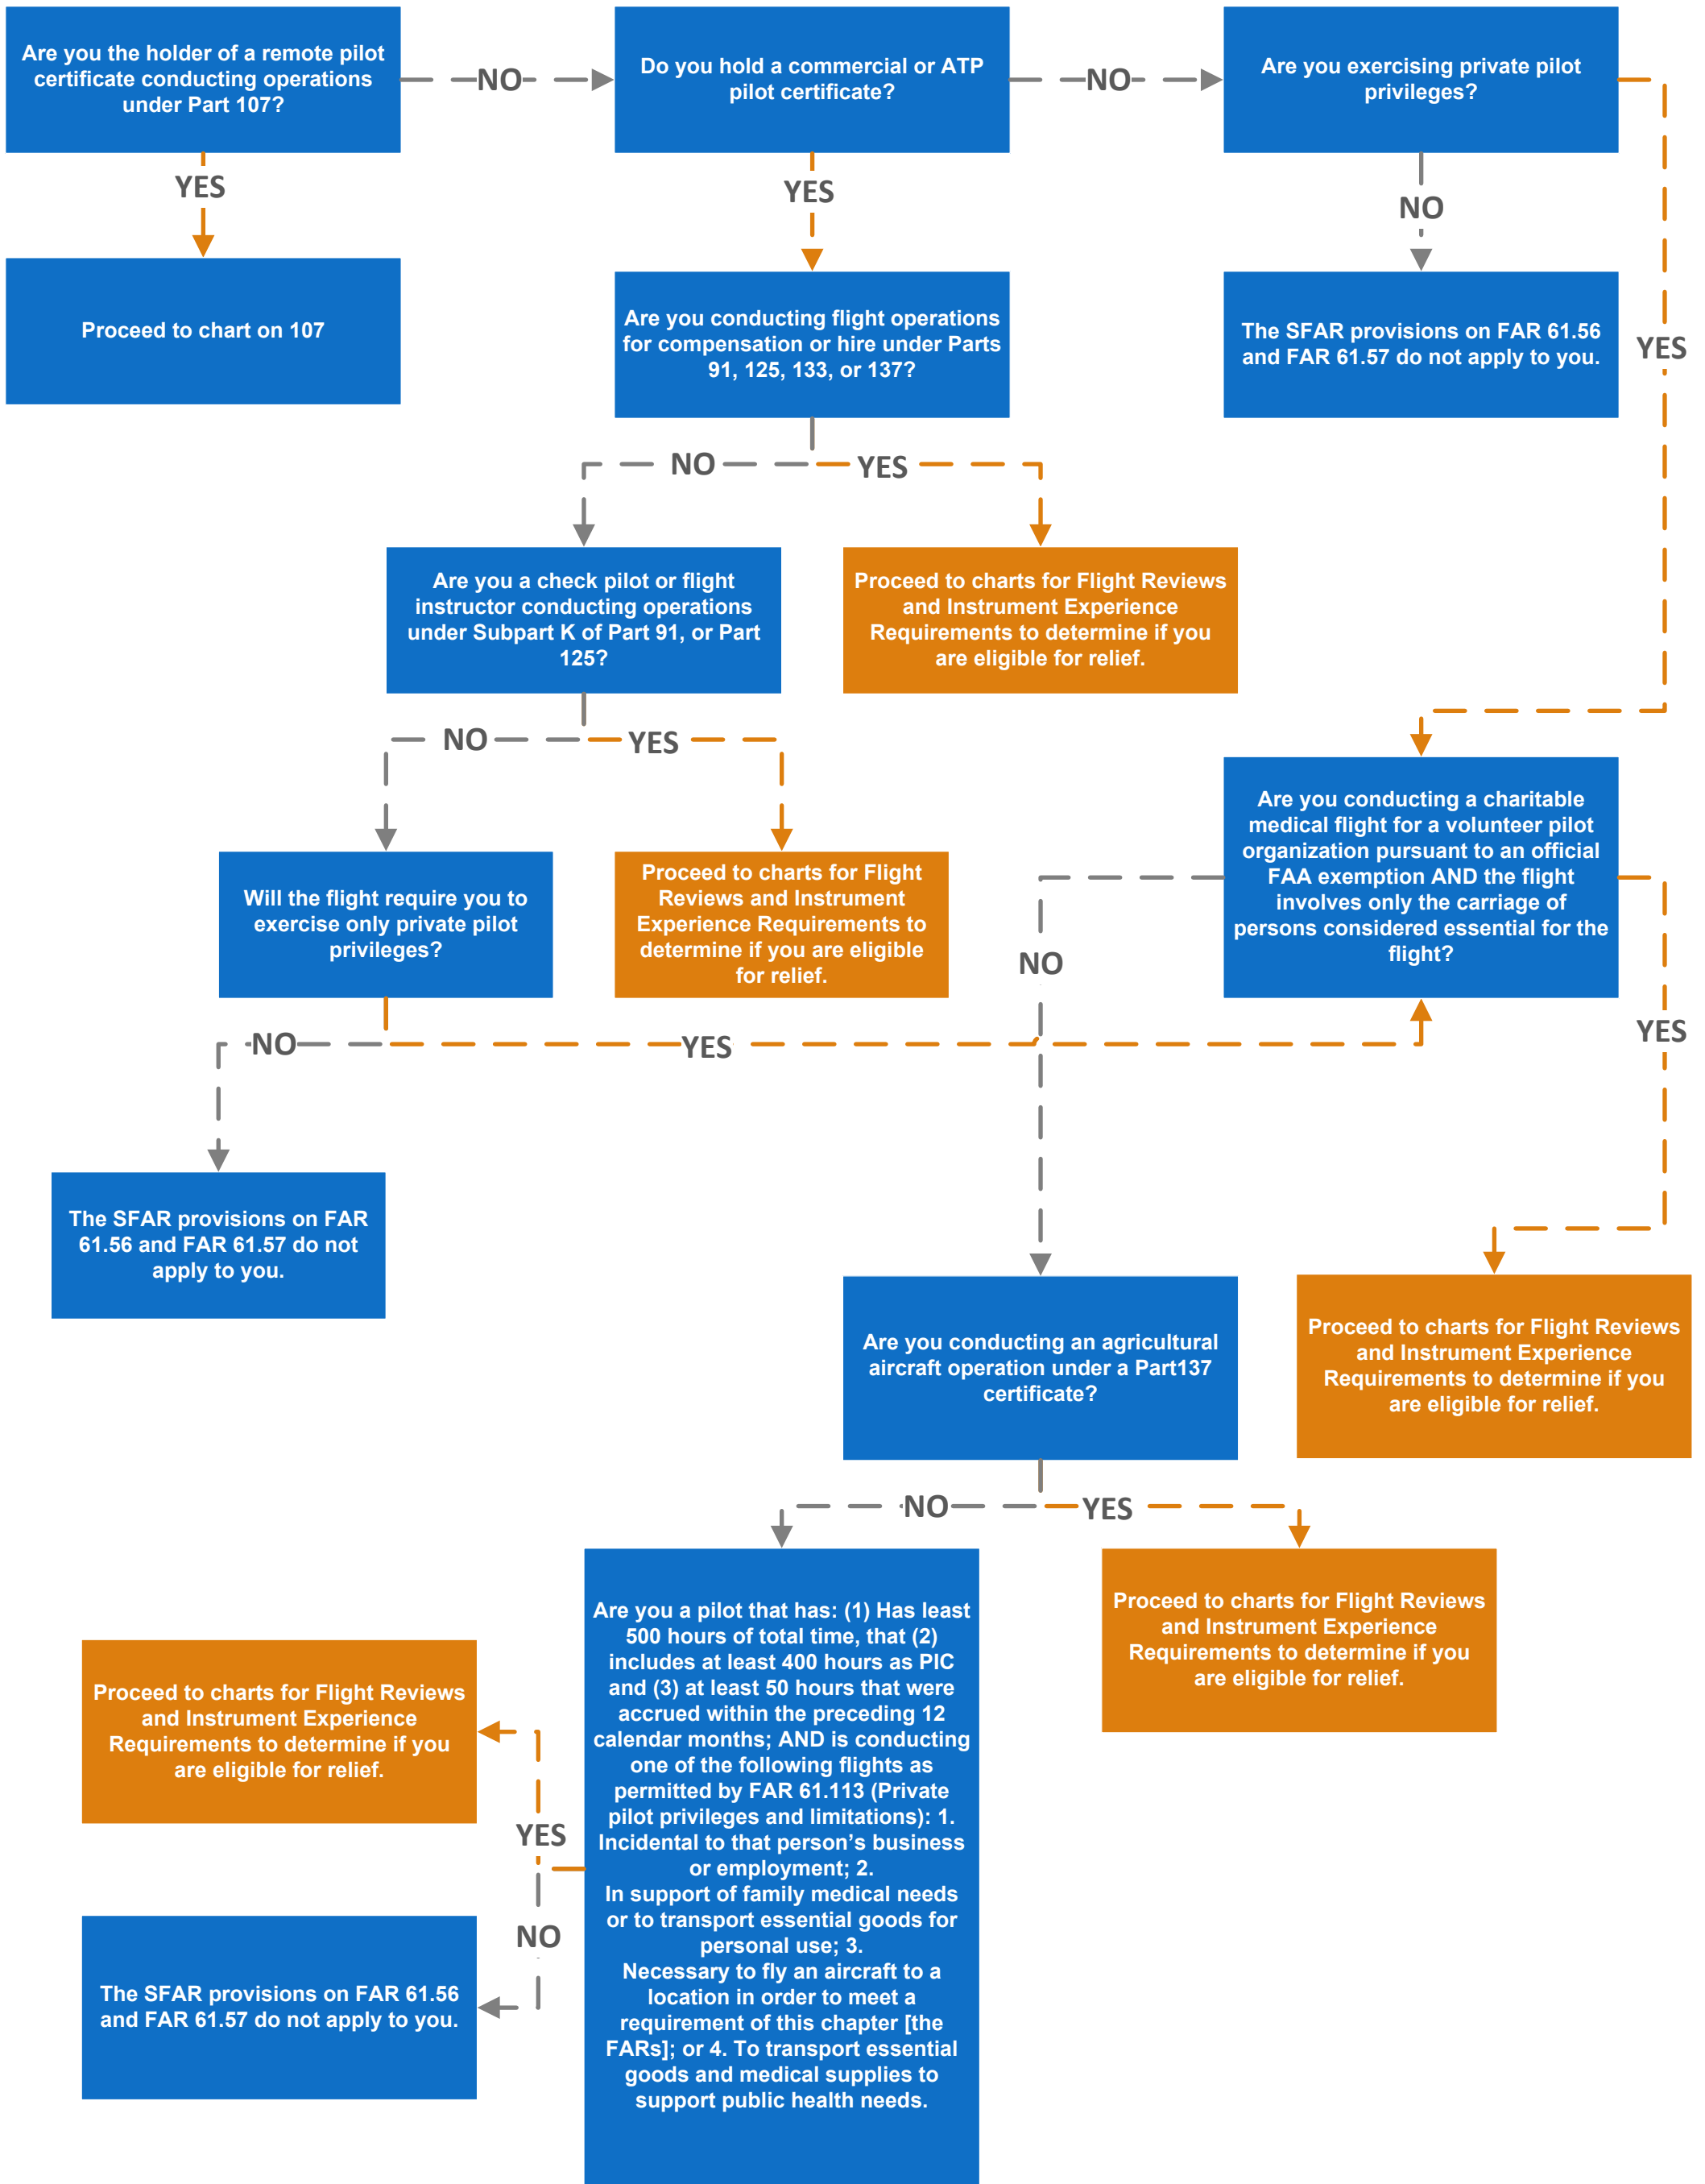 Are you the holder of a remote pilot
certificate conducting operations
under Part 107?
NO
Do you hold a commercial or ATP
pilot certificate?
NO
Are you exercising private pilot
privileges?
YES
YES
NO
YES
Proceed to chart on 107
Are you conducting flight operations
for compensation or hire under Parts
91, 125, 133, or 137?
The SFAR provisions on FAR 61.56
and FAR 61.57 do not apply to you.
NO
YES
Are you a check pilot or flight
instructor conducting operations
under Subpart K of Part 91, or Part
125?
Proceed to charts for Flight Reviews
and Instrument Experience
Requirements to determine if you
are eligible for relief.
NO
YES
Will the flight require you to
exercise only private pilot
privileges?
Proceed to charts for Flight
Reviews and Instrument
Experience Requirements to
determine if you are eligible
for relief.
Are you conducting a charitable
medical flight for a volunteer pilot
organization pursuant to an official
FAA exemption AND the flight
involves only the carriage of
persons considered essential for the
flight?
NO
NO
YES
YES
The SFAR provisions on FAR
61.56 and FAR 61.57 do not
apply to you.
Are you conducting an agricultural
aircraft operation under a Part137
certificate?
Proceed to charts for Flight Reviews
and Instrument Experience
Requirements to determine if you
are eligible for relief.
NO
YES
Are you a pilot that has: (1) Has least
500 hours of total time, that (2)
includes at least 400 hours as PIC
and (3) at least 50 hours that were
accrued within the preceding 12
calendar months; AND is conducting
one of the following flights as
permitted by FAR 61.113 (Private
pilot privileges and limitations): 1.
Incidental to that person’s business
or employment; 2.
In support of family medical needs
or to transport essential goods for
personal use; 3.
Necessary to fly an aircraft to a
location in order to meet a
requirement of this chapter [the
FARs]; or 4. To transport essential
goods and medical supplies to
support public health needs.
Proceed to charts for Flight Reviews
and Instrument Experience
Requirements to determine if you
are eligible for relief.
Proceed to charts for Flight Reviews
and Instrument Experience
Requirements to determine if you
are eligible for relief.
YES
NO
The SFAR provisions on FAR 61.56
and FAR 61.57 do not apply to you.